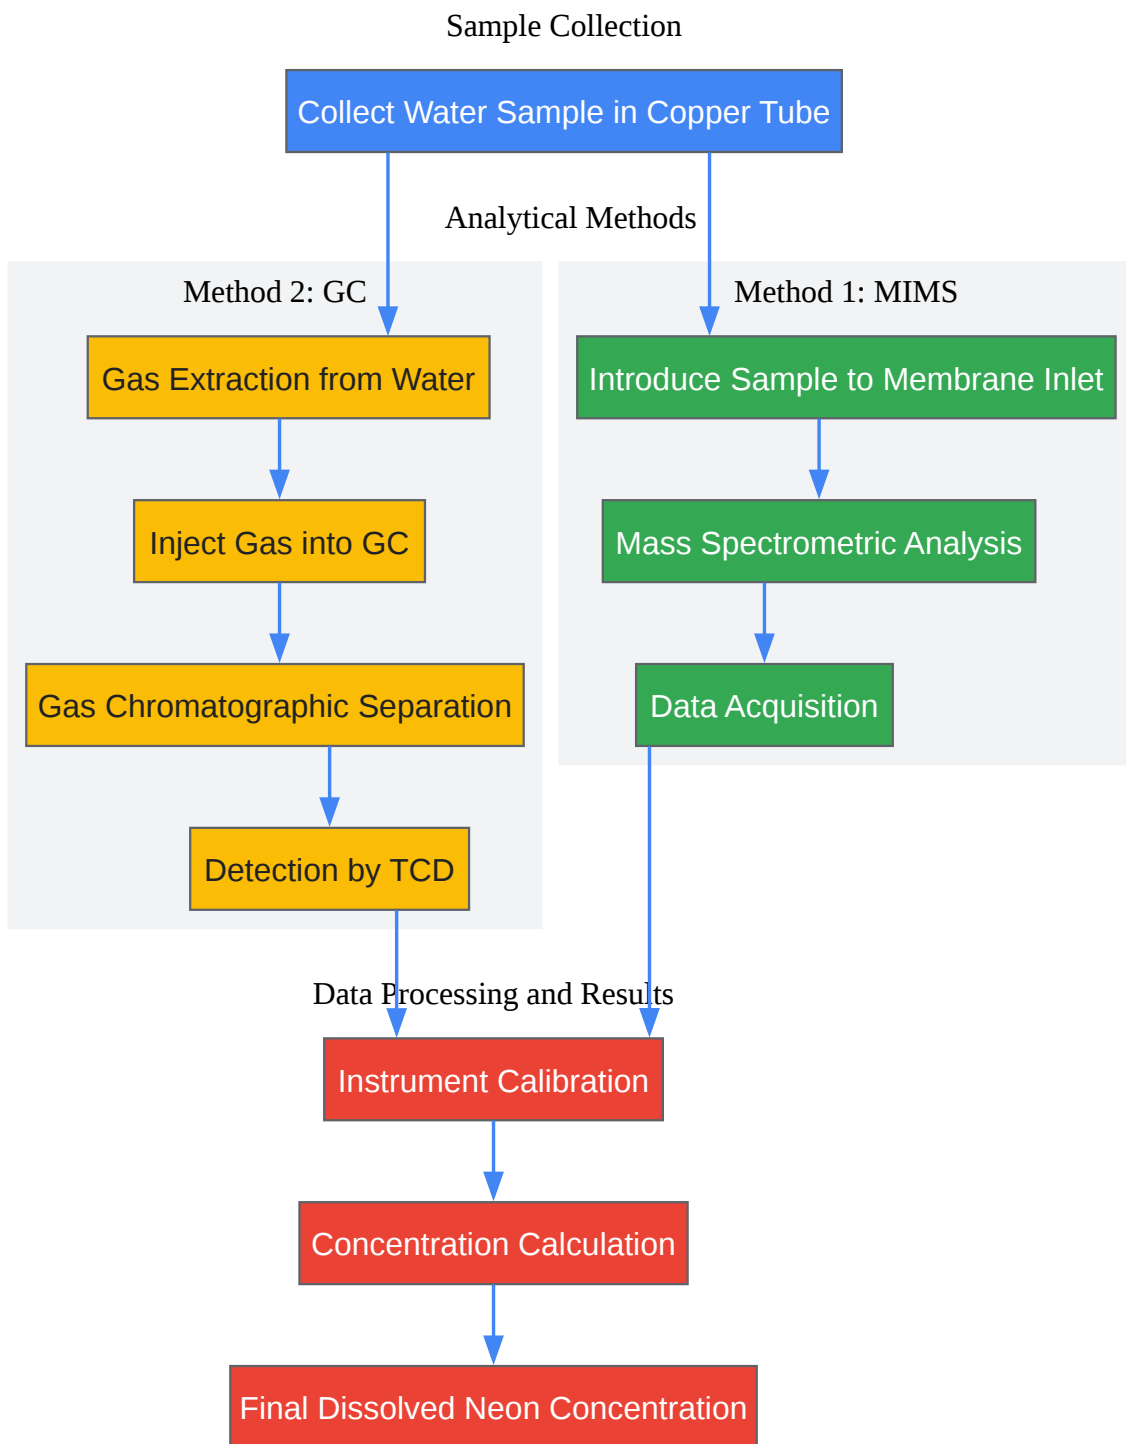 Sample Collection
Collect Water Sample in Copper Tube
Analytical Methods
Method 2: GC
Gas Extraction from Water
Inject Gas into GC
Gas Chromatographic Separation
Detection by TCD
Method 1: MIMS
Introduce Sample to Membrane Inlet
Mass Spectrometric Analysis
Data Acquisition
Data Processing and Results
Instrument Calibration
Concentration Calculation
Final Dissolved Neon Concentration